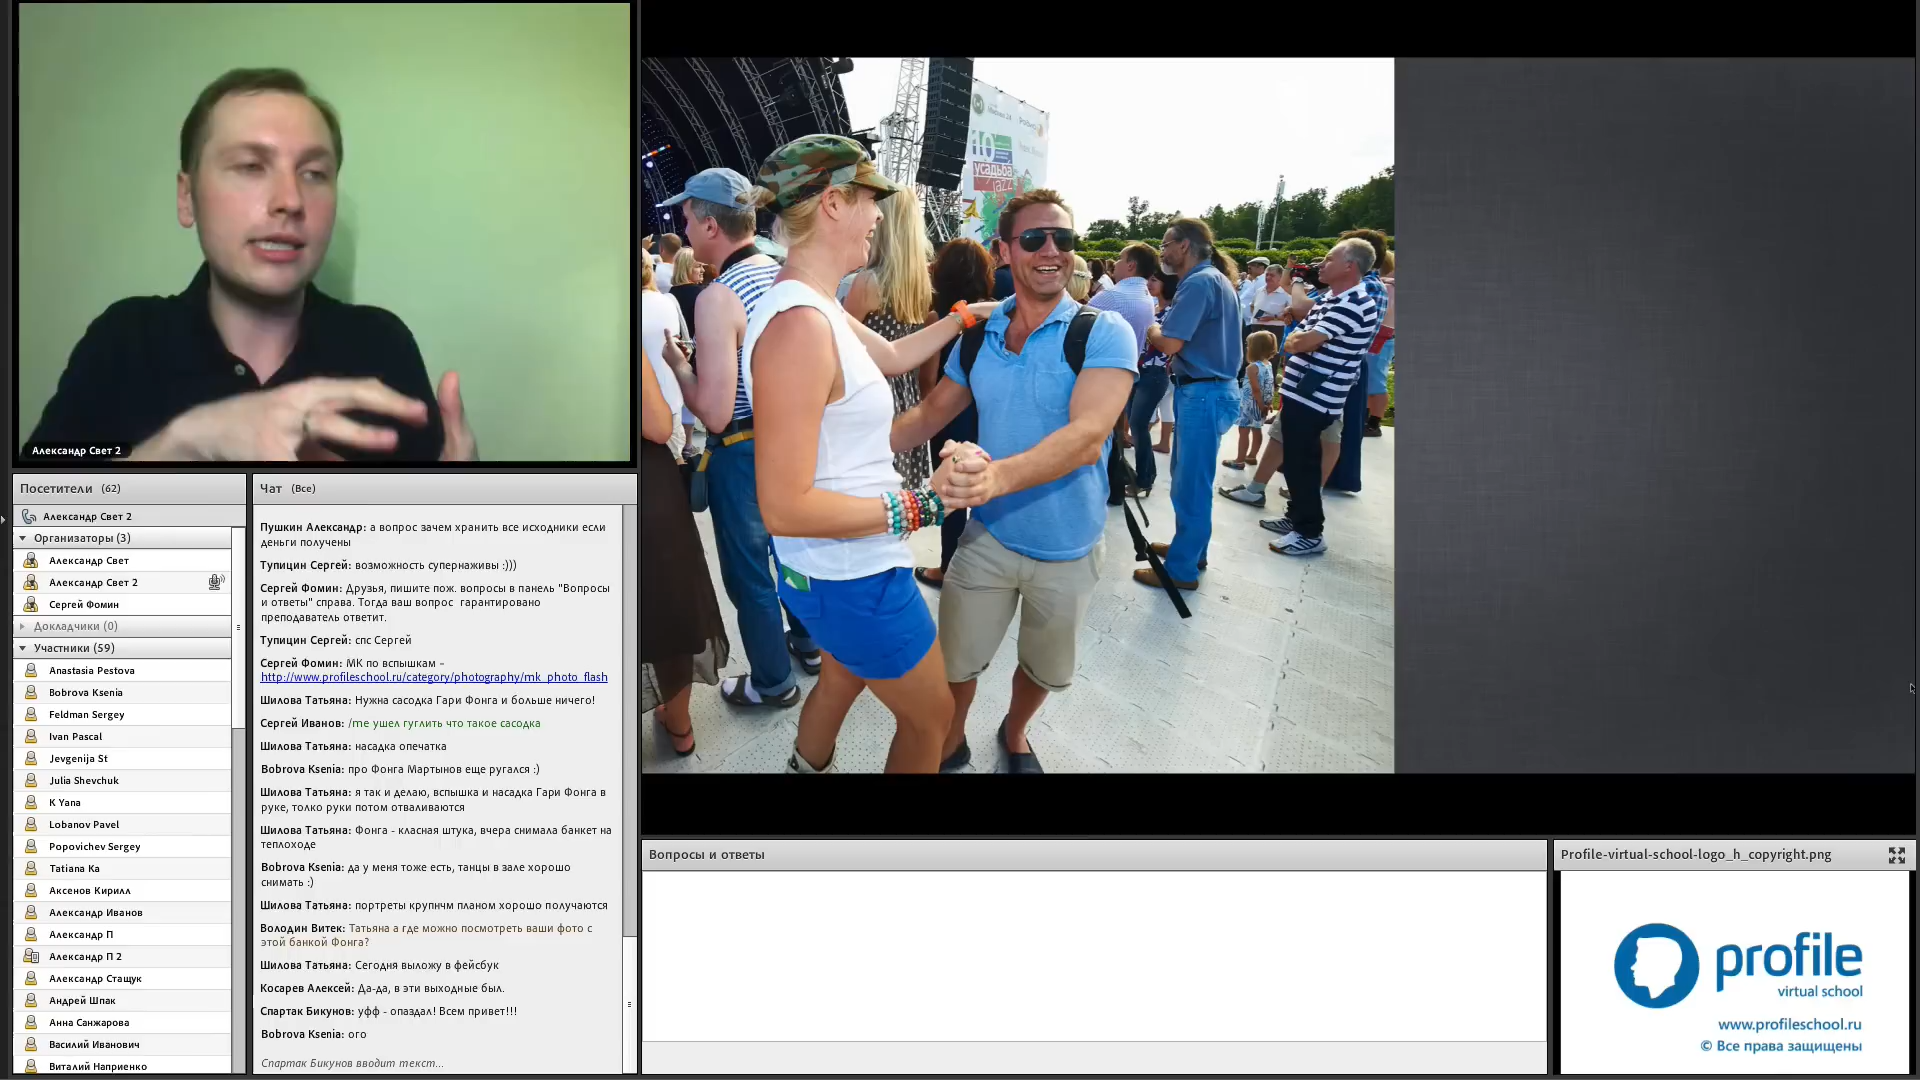 Александр Свет 2
Посетители (62)
Александр Свет 2
Организаторы (3)
Александр Свет
Александр Свет 2
Сергей Фомин
Докладчики (0)
Участники (59)
Anastasia Pestova
Bobrova Ksenia
Feldman Sergey
Ivan Pascal
Jevgenija St
Julia Shevchuk
K Yana
Lobanov Pavel
Popovichev Sergey
Tatiana Ka
Аксенов Кирилл
Александр Иванов
Александр П
Александр П 2
Александр Стащук
Андрей Шпак
Анна Санжарова
Василий Иванович
Виталий Наприенко
Чат (Все)
Пушкин Александр: а вопрос зачем хранить все исходники если
деньги получены
Тупицин Сергей: возможность супернаживы :)))
Сергей Фомин: Друзья, пишите пож. вопросы в панель "Вопросы
и ответы" справа. Тогда ваш вопрос гарантировано
преподаватель ответит.
Тупицин Сергей: спс Сергей
Сергей Фомин: МК по вспышкам –
http://www.profileschool.ru/category/photography/mk_photo_flash
Шилова Татьяна: Нужна сасодка Гари Фонга и больше ничего!
Сергей Иванов: /me ушел гуглить что такое сасодка
Шилова Татьяна: насадка опечатка
Bobrova Ksenia: про Фонга Мартынов еще ругался :)
Шилова Татьяна: я так и делаю, вспышка и насадка Гари Фонга в
руке, толко руки потом отваливаются
Шилова Татьяна: Фонга - класная штука, вчера снимала банкет на
теплоходе
Bobrova Ksenia: да у меня тоже есть, танцы в зале хорошо
снимать :)
Шилова Татьяна: портреты крупнчм планом хорошо получаются
Володин Витек: Татьяна а где можно посмотреть ваши фото с
этой банкой Фонга?
Шилова Татьяна: Сегодня выложу в фейсбук
Косарев Алексей: Да-да, в эти выходные был.
Спартак Бикунов: уфф - опаздал! Всем привет!!!
Bobrova Ksenia: ого
Спартак Бикунов вводит текст...
10
усадьба
jazz
Вопросы и ответы
Profile-virtual-school-logo_h_copyright.png
profile
virtual school
www.profileschool.ru
© Все права защищены